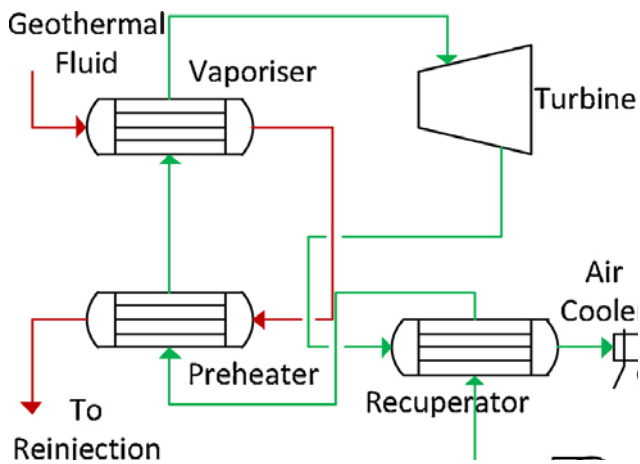 Geothermal
Fluid
Vaporiser
Turbine
Air
Cooler
Preheater
Recuperator
To
Reinjection